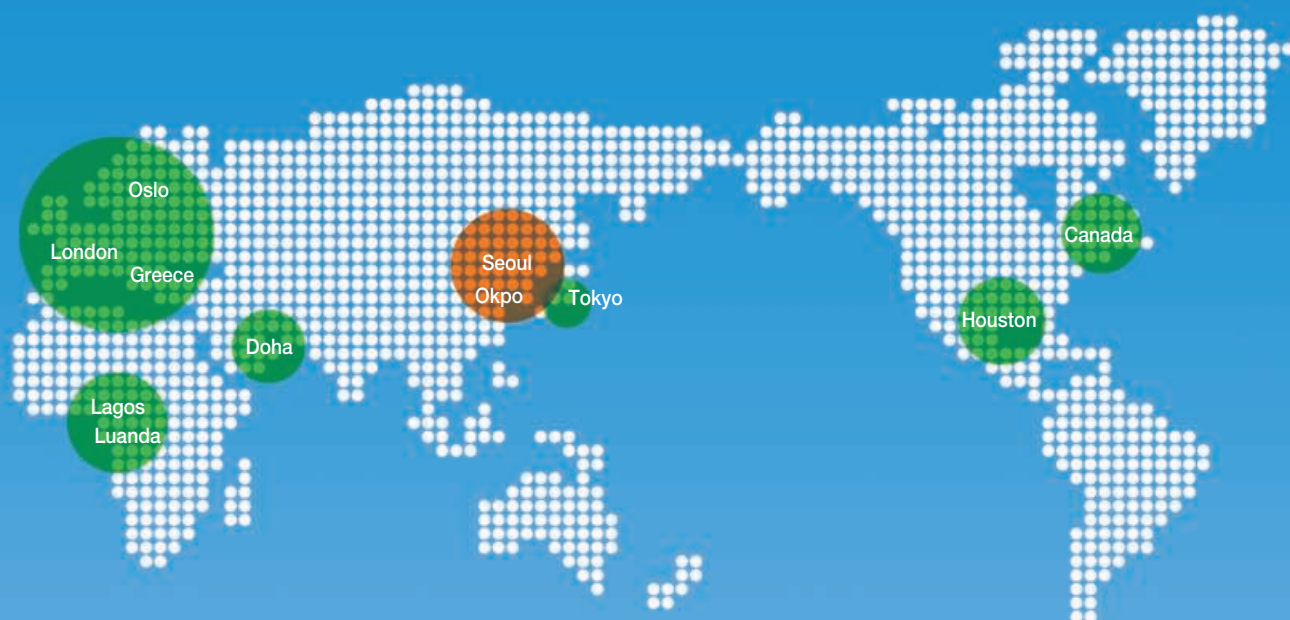 Oslo
London
Greece
Doha
Lagos
Luanda
Seoul
Okpo
Tokyo
Canada
Houston